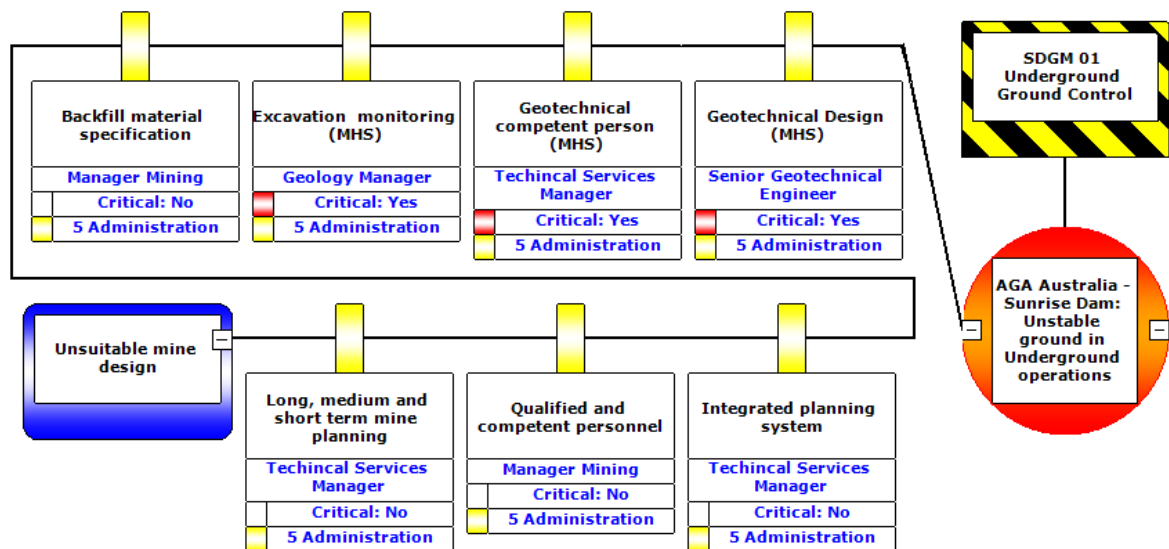 Backfill material
specification
Manager Mining
Critical: No
5 Administration
Excavation monitoring
(MHS)
Geology Manager
Critical: Yes
5 Administration
Geotechnical
competent person
(MHS)
Techincal Services
Manager
Critical: Yes
5 Administration
Geotechnical Design
(MHS)
Senior Geotechnical
Engineer
Critical: Yes
5 Administration
SDGM 01
Underground
Ground Control
Unsuitable mine
design
Long, medium and
short term mine
planning
Techincal Services
Manager
Critical: No
5 Administration
Qualified and
competent personnel
Manager Mining
Critical: No
5 Administration
Integrated planning
system
Techincal Services
Manager
Critical: No
5 Administration
AGA Australia -
Sunrise Dam:
Unstable
ground in
Underground
operations